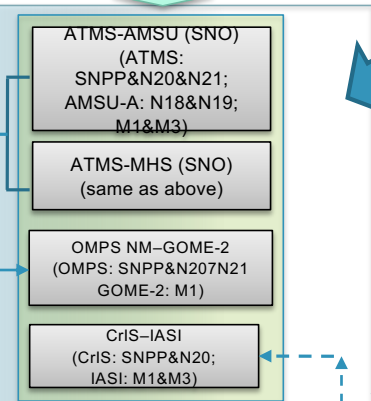 ATMS-AMSU (SNO)
(ATMS:
SNPP&N20&N21;
AMSU-A: N18&N19;
M1&M3)
ATMS-MHS (SNO)
(same as above)
OMPS NM–GOME-2
(OMPS: SNPP&N207N21
GOME-2: M1)
CrIS–IASI
(CrIS: SNPP&N20;
IASI: M1&M3)